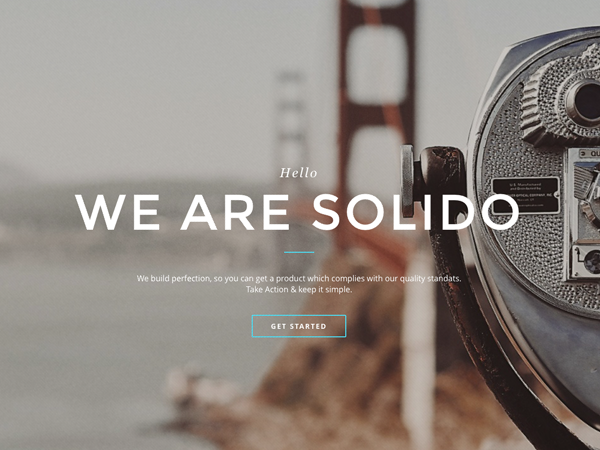 Hello
WE ARE SOLIDO
We build perfection, so you can get a product which complies with our quality standats.
Take Action & keep it simple.
GET STARTED